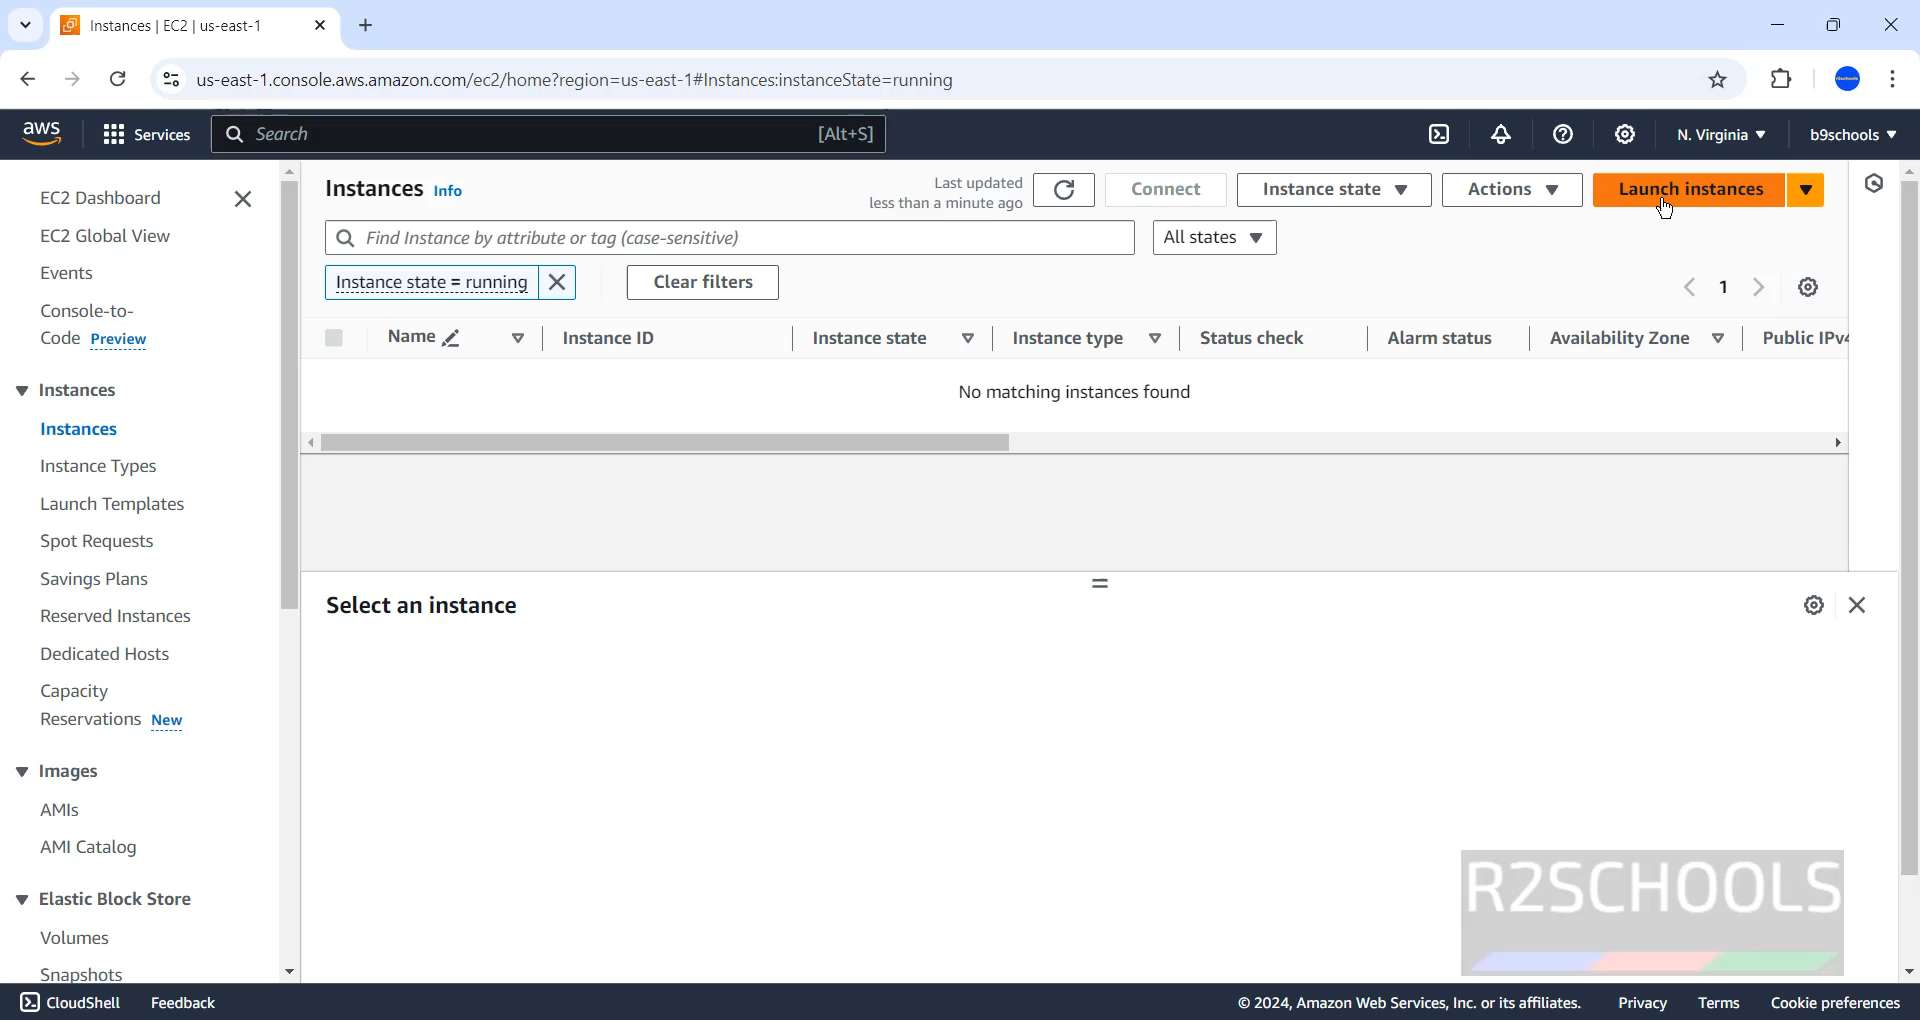 Instances | EC2 | us-east-1
us-east-1.console.aws.amazon.com/ec2/home?region=us-east-1#Instances:instanceState=running
aws
Services
Search
[Alt+S]
N. Virginia
b9schools
EC2 Dashboard
EC2 Global View
Events
Console-to-
Code Preview
Instances
Instances
Instance Types
Launch Templates
Spot Requests
Savings Plans
Reserved Instances
Dedicated Hosts
Capacity
Reservations New
Images
AMIs
AMI Catalog
Elastic Block Store
Volumes
Snapshots
Instances Info
Last updated
less than a minute ago
Connect
Instance state
Actions
Launch instances
Find Instance by attribute or tag (case-sensitive)
All states
Instance state = running
Clear filters
1
Name
Instance ID
Instance state
Instance type
Status check
Alarm status
Availability Zone
Public IPv4
No matching instances found
Select an instance
R2SCHOOLS
CloudShell
Feedback
© 2024, Amazon Web Services, Inc. or its affiliates.
Privacy
Terms
Cookie preferences